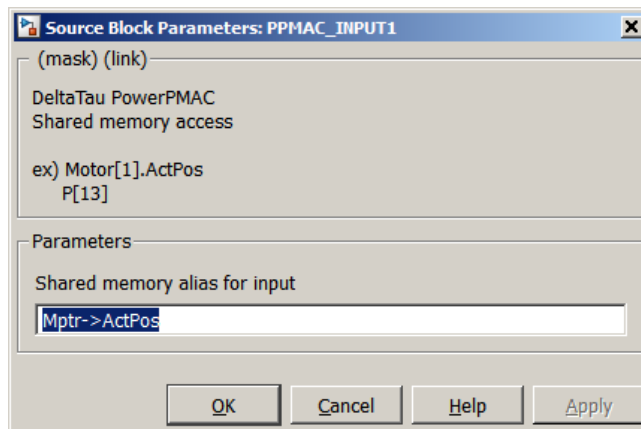 Source Block Parameters: PPMAC_INPUT1
(mask) (link)
DeltaTau PowerPMAC
Shared memory access
ex) Motor[1].ActPos
P[13]
Parameters
Shared memory alias for input
Mptr->ActPos
OK Cancel Help Apply